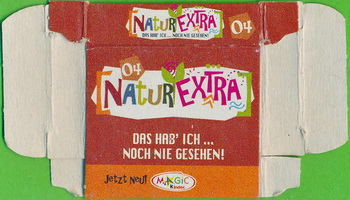 NATUR EXTRA
DAS HAB' ICH ... NOCH NIE GESEHEN!
04
04
[NATUR EXTRA]
DAS HAB' ICH ...
NOCH NIE GESEHEN!
Jetzt Neu!
MAGIC
Kinder